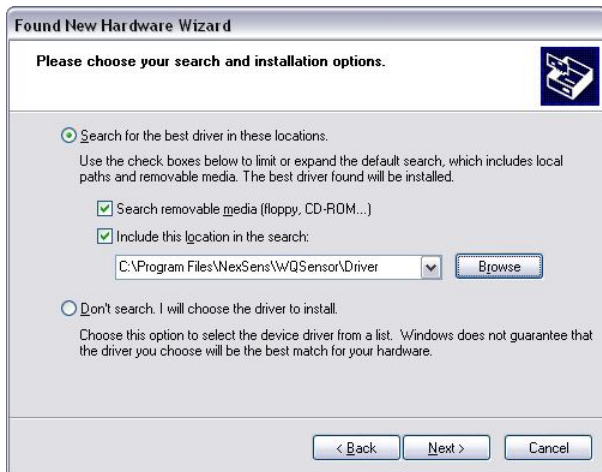 Found New Hardware Wizard
Please choose your search and installation options.
Search for the best driver in these locations.
Use the check boxes below to limit or expand the default search, which includes local
paths and removable media. The best driver found will be installed.
Search removable media (floppy, CD-ROM...)
Include this location in the search:
C:\Program Files\NexSens\WQSensor\Driver
Browse
Don't search. I will choose the driver to install.
Choose this option to select the device driver from a list. Windows does not guarantee that
the driver you choose will be the best match for your hardware.
< Back Next > Cancel